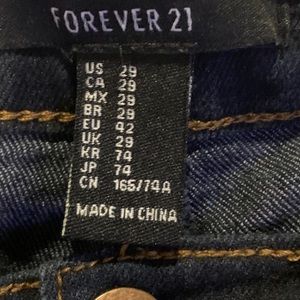 FOREVER 21
US 29
CA 29
MX 29
BR 29
EU 42
UK 29
KR 74
JP 74
CN 165/74A
MADE IN CHINA